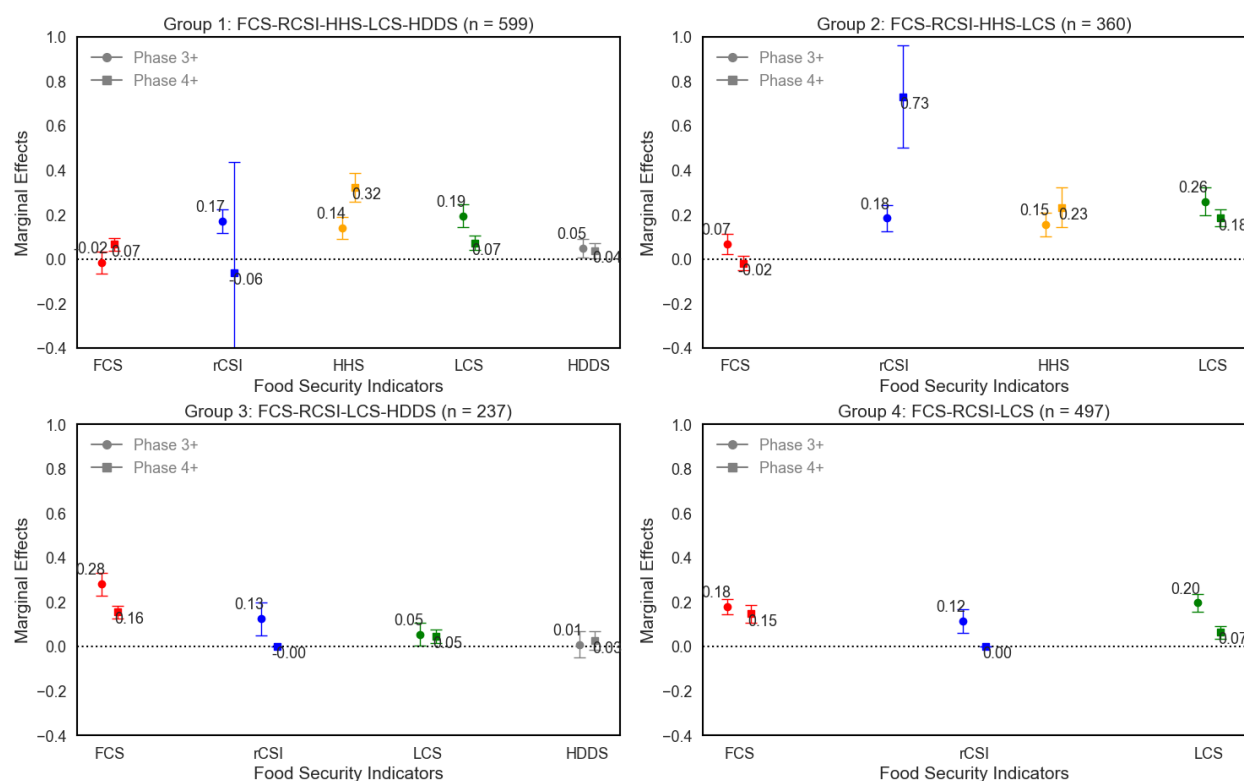 Group 1: FCS-RCSI-HHS-LCS-HDDS (n = 599)
1.0
0.8
0.6
0.4
0.2
0.0
−0.2
−0.4
Marginal Effects
Phase 3+
Phase 4+
-0.02
0.07
0.17
-0.06
0.14
0.32
0.19
0.07
0.05
0.04
FCS
rCSI
HHS
LCS
HDDS
Food Security Indicators
Group 2: FCS-RCSI-HHS-LCS (n = 360)
1.0
0.8
0.6
0.4
0.2
0.0
−0.2
−0.4
Marginal Effects
Phase 3+
Phase 4+
0.07
-0.02
0.18
0.73
0.15
0.23
0.26
0.18
FCS
rCSI
HHS
LCS
Food Security Indicators
Group 3: FCS-RCSI-LCS-HDDS (n = 237)
1.0
0.8
0.6
0.4
0.2
0.0
−0.2
−0.4
Marginal Effects
Phase 3+
Phase 4+
0.28
0.16
0.13
-0.00
0.05
0.05
0.01
0.03
FCS
rCSI
LCS
HDDS
Food Security Indicators
Group 4: FCS-RCSI-LCS (n = 497)
1.0
0.8
0.6
0.4
0.2
0.0
−0.2
−0.4
Marginal Effects
Phase 3+
Phase 4+
0.18
0.15
0.12
0.00
0.20
0.07
FCS
rCSI
LCS
Food Security Indicators